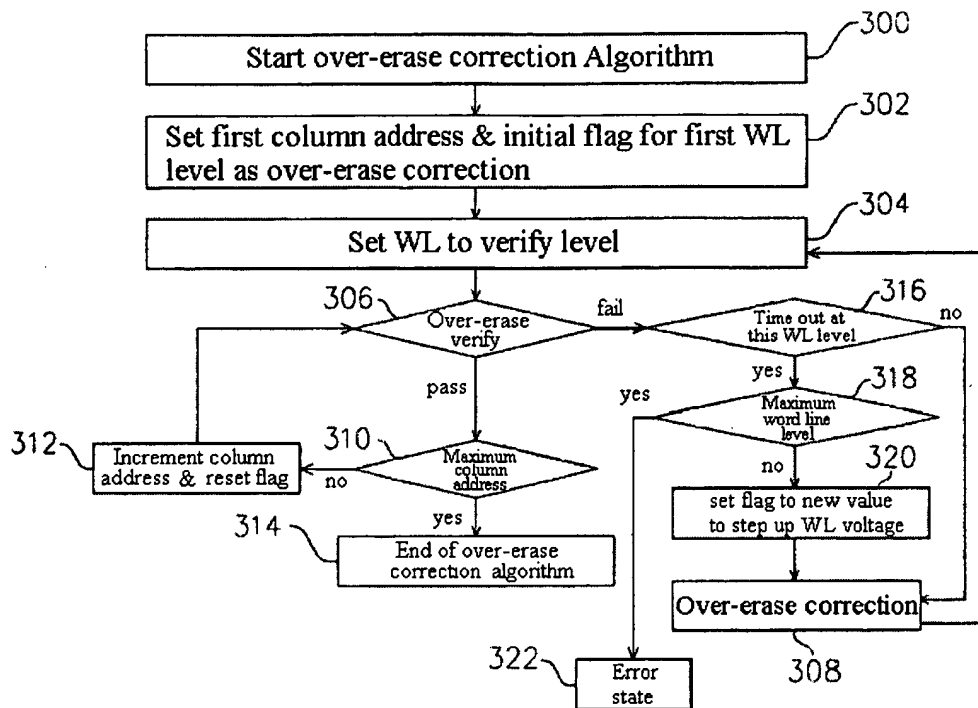 300
Start over-erase correction Algorithm
302
Set first column address & initial flag for first WL
level as over-erase correction
304
Set WL to verify level
306
Over-erase
verify
fail
316
Time out at
this WL level
no
pass
yes
318
Maximum
word line
level
yes
312
Increment column
address & reset flag
no
310
Maximum
column
address
no
320
set flag to new value
to step up WL voltage
yes
314
End of over-erase
correction algorithm
Over-erase correction
308
322
Error
state